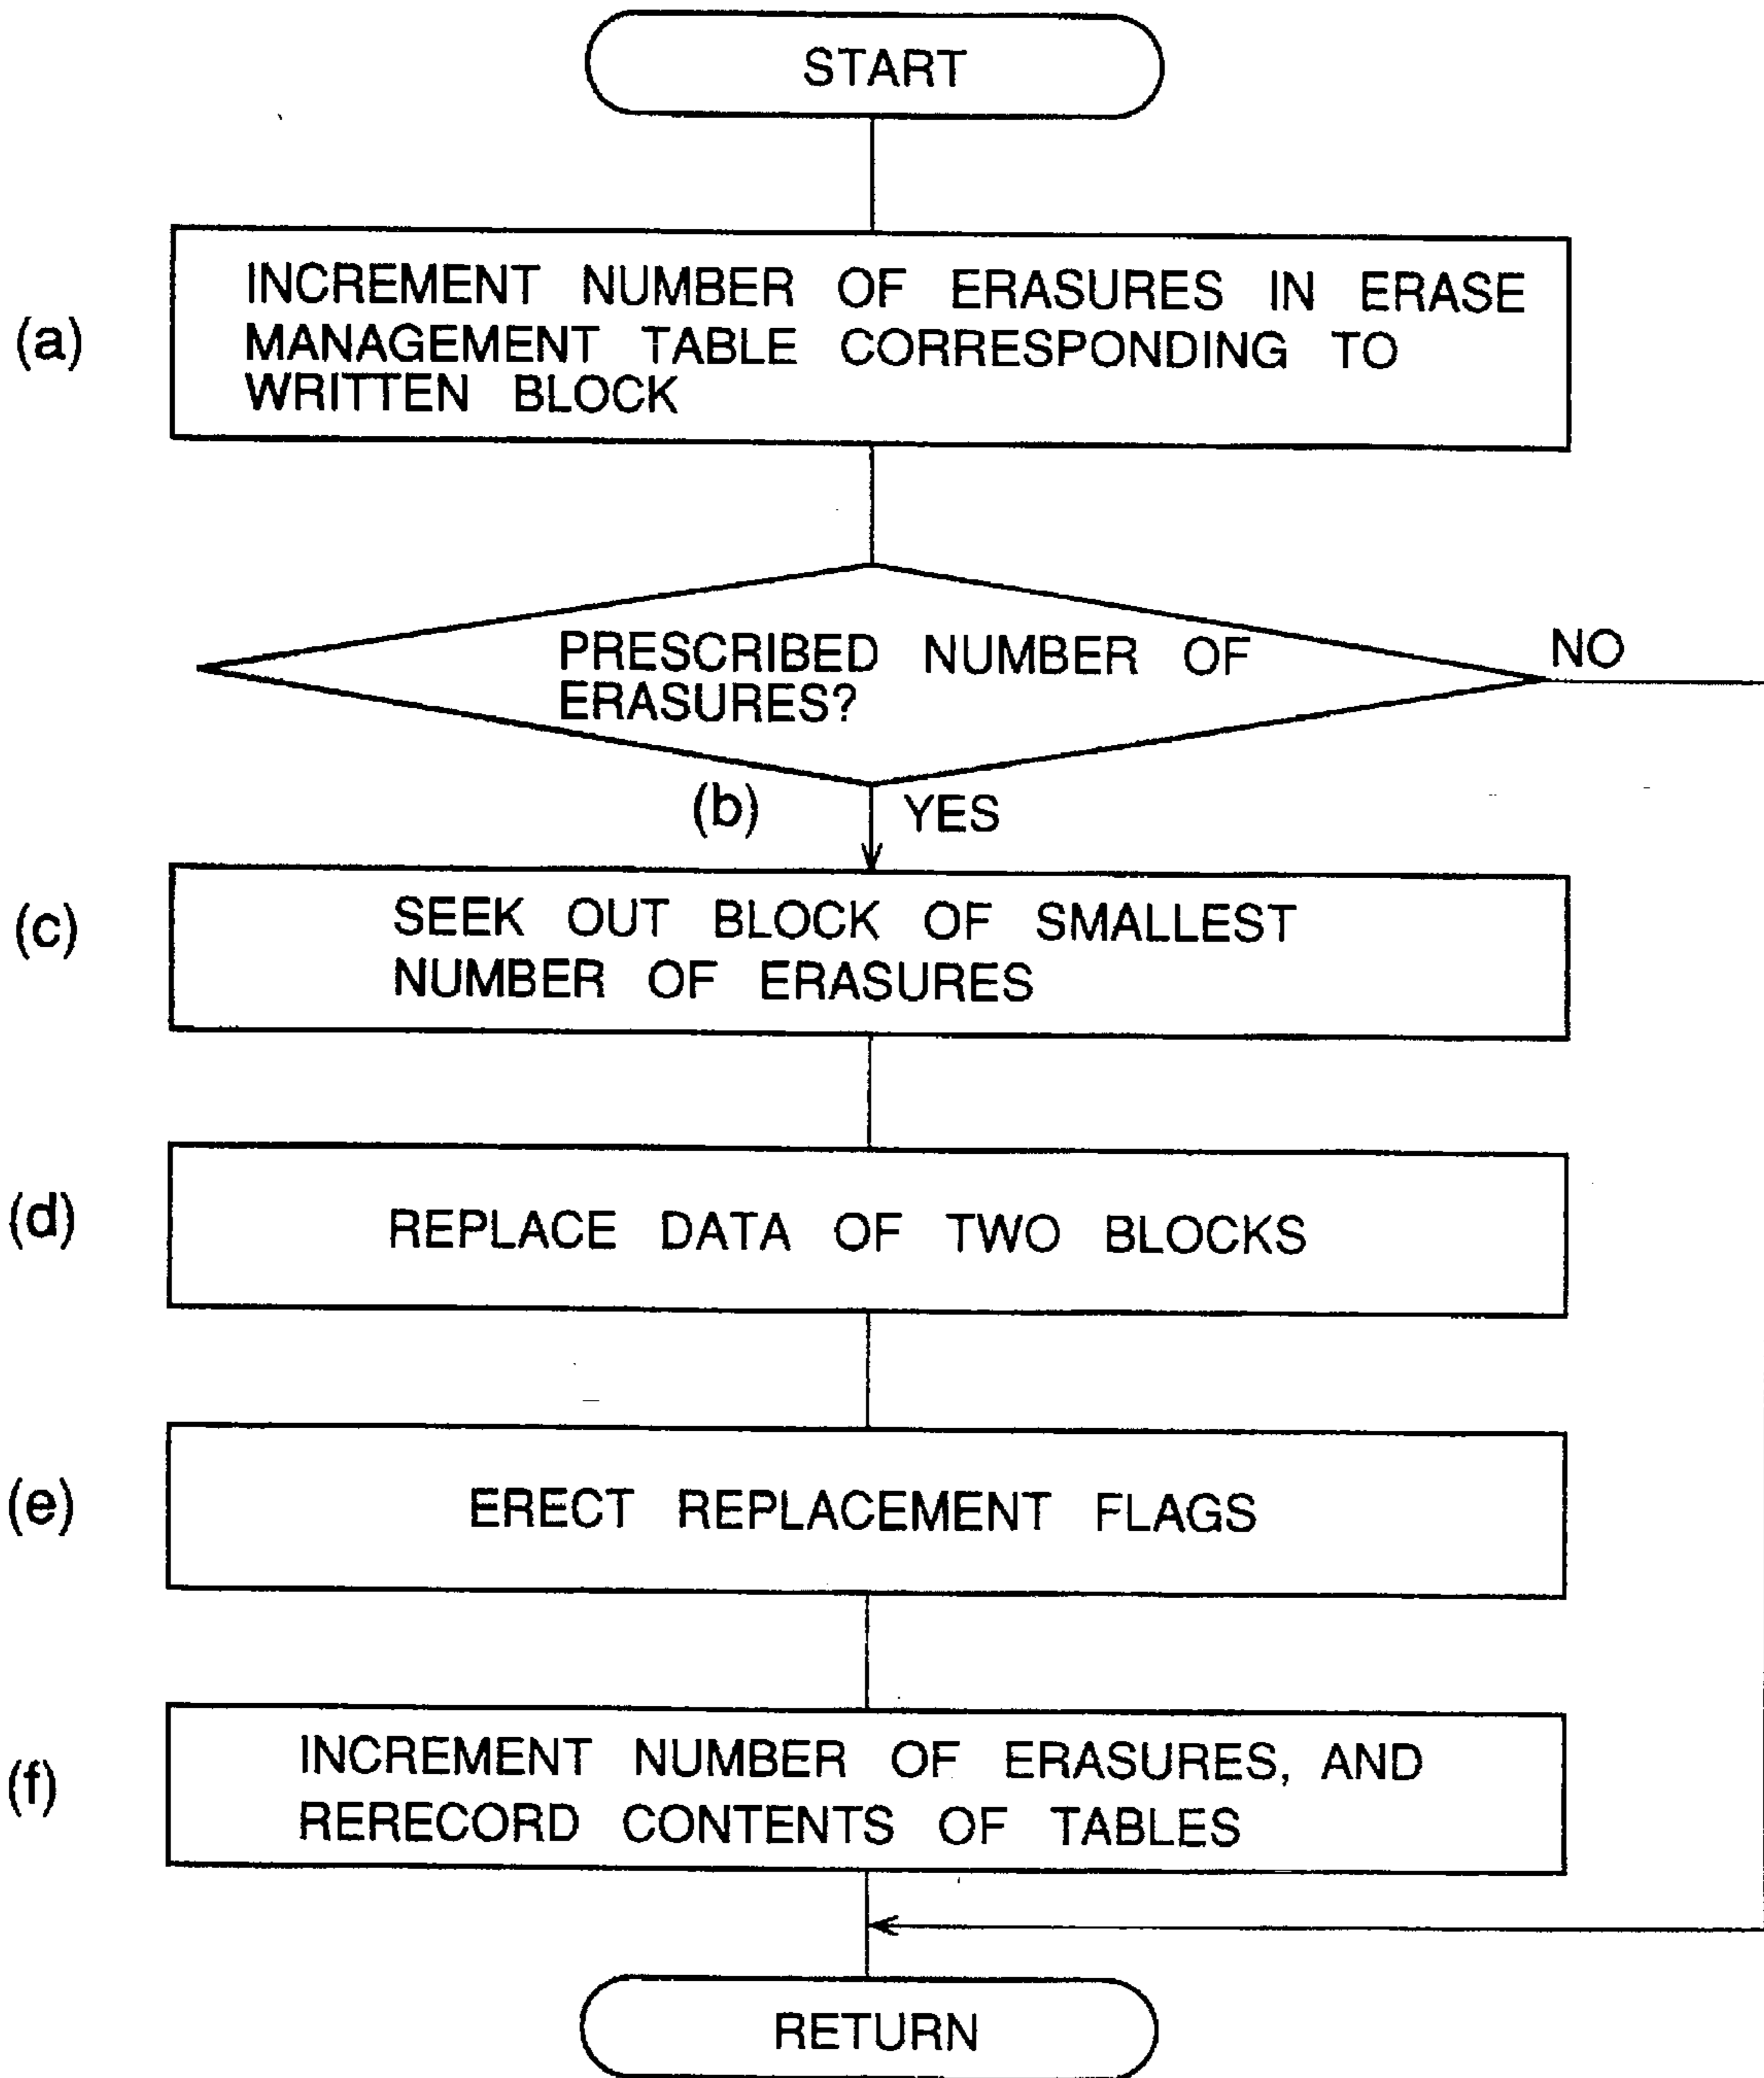 START
(a)
INCREMENT NUMBER OF ERASURES IN ERASE
MANAGEMENT TABLE CORRESPONDING TO
WRITTEN BLOCK
PRESCRIBED NUMBER OF
ERASURES?
NO
(b)
YES
(c)
SEEK OUT BLOCK OF SMALLEST
NUMBER OF ERASURES
(d)
REPLACE DATA OF TWO BLOCKS
(e)
ERECT REPLACEMENT FLAGS
(f)
INCREMENT NUMBER OF ERASURES, AND
RERECORD CONTENTS OF TABLES
RETURN